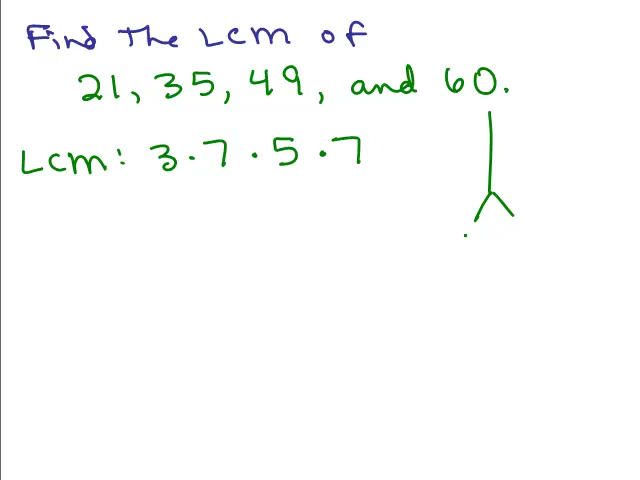 Find The LCM of
21, 35, 49, and 60.
LCM: 3 · 7 · 5 · 7